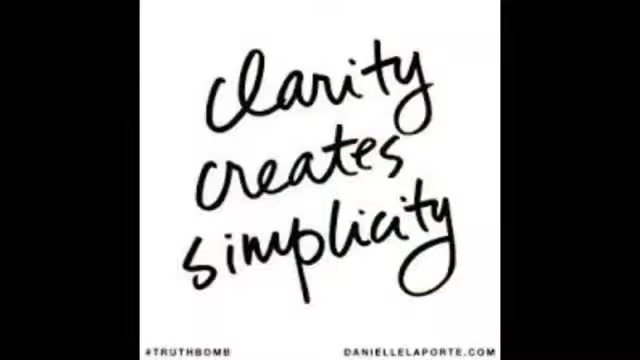 clarity
creates
simplicity
#TRUTHBOMB
DANIELLELAPORTE.COM